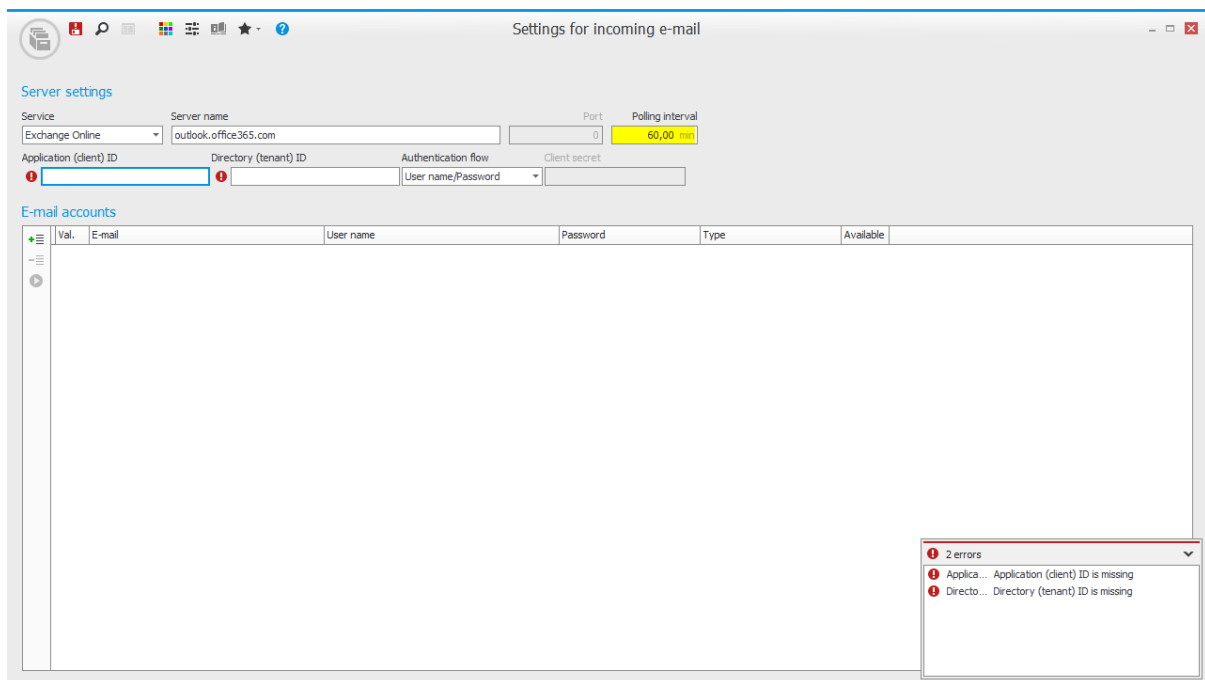 Settings for incoming e-mail
Server settings
Service Server name Port Polling interval
Exchange Online outlook.office365.com 0 60,00 min
Application (client) ID Directory (tenant) ID Authentication flow Client secret
User name/Password
E-mail accounts
Val. E-mail User name Password Type Available
2 errors
Applica... Application (client) ID is missing
Directo... Directory (tenant) ID is missing